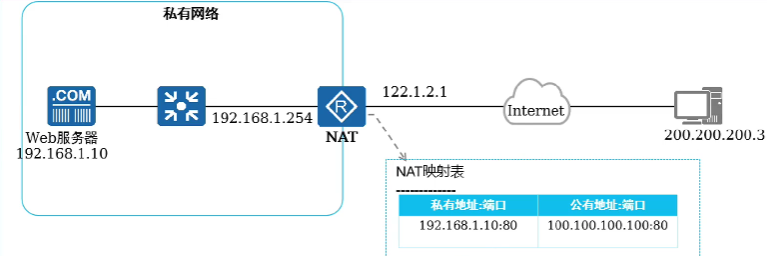 私有网络
.COM
Web服务器
192.168.1.10
192.168.1.254
R
NAT
122.1.2.1
Internet
200.200.200.3
NAT映射表
-------------
私有地址:端口 公有地址:端口
192.168.1.10:80 100.100.100.100:80